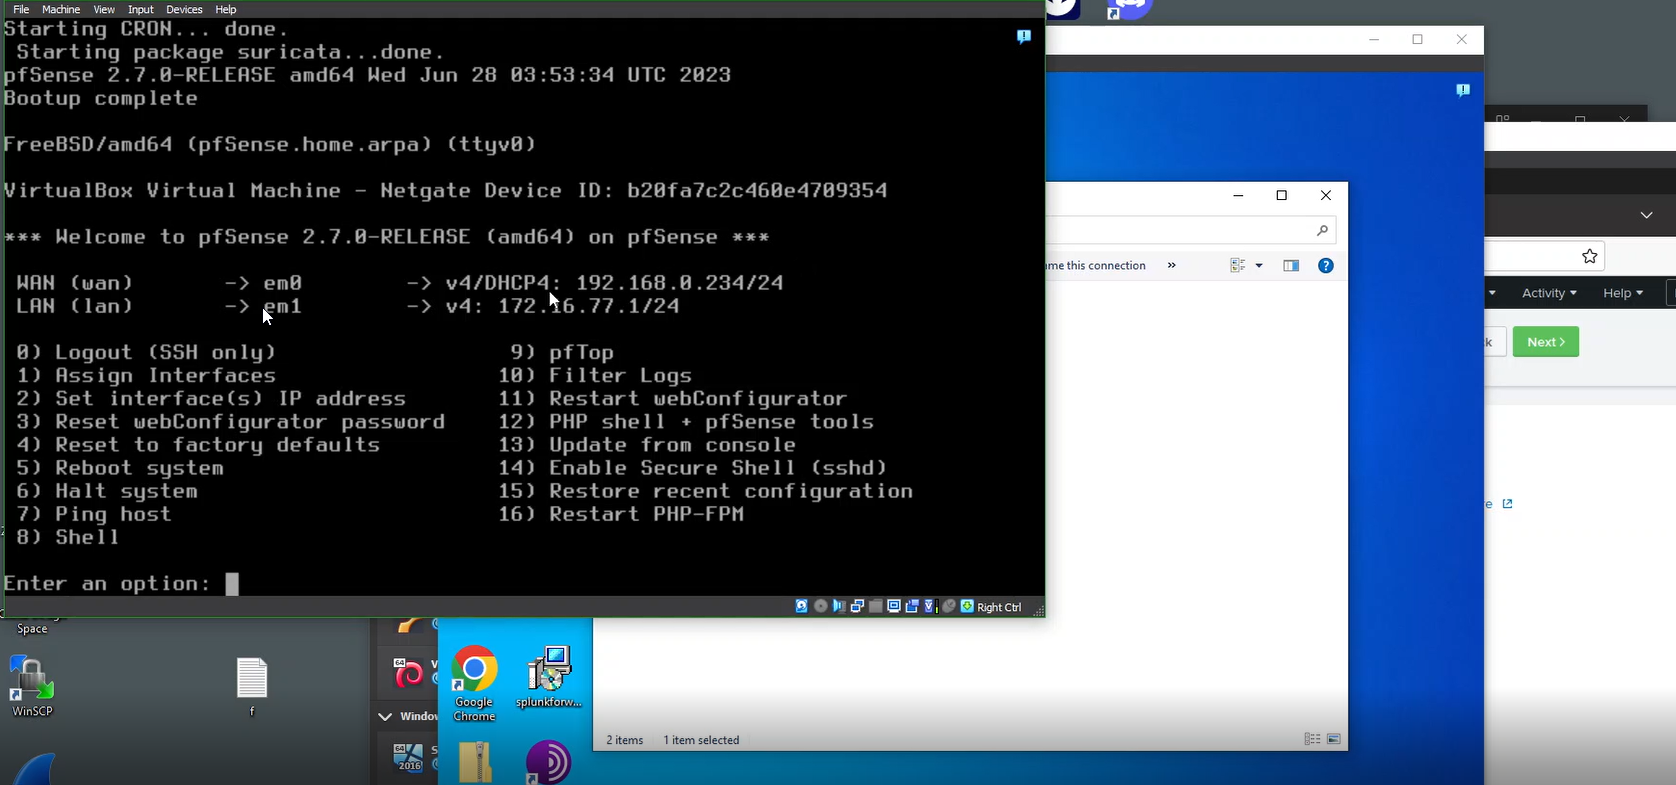 File Machine View Input Devices Help
Starting CRON... done.
Starting package suricata...done.
pfSense 2.7.0-RELEASE amd64 Wed Jun 28 03:53:34 UTC 2023
Bootup complete
FreeBSD/amd64 (pfSense.home.arpa) (ttyv0)
VirtualBox Virtual Machine - Netgate Device ID: b20fa7c2c460e4709354
*** Welcome to pfSense 2.7.0-RELEASE (amd64) on pfSense ***
WAN (wan) -> em0 -> v4/DHCP4: 192.168.0.234/24
LAN (lan) -> em1 -> v4: 172.16.77.1/24
0) Logout (SSH only) 9) pfTop
1) Assign Interfaces 10) Filter Logs
2) Set interface(s) IP address 11) Restart webConfigurator
3) Reset webConfigurator password 12) PHP shell + pfSense tools
4) Reset to factory defaults 13) Update from console
5) Reboot system 14) Enable Secure Shell (sshd)
6) Halt system 15) Restore recent configuration
7) Ping host 16) Restart PHP-FPM
8) Shell
Enter an option:
Right Ctrl
me this connection »
Activity Help
k Next >
Space
WinSCP
f
64
64
2016
Google
Chrome
splunkforw...
2 items 1 item selected